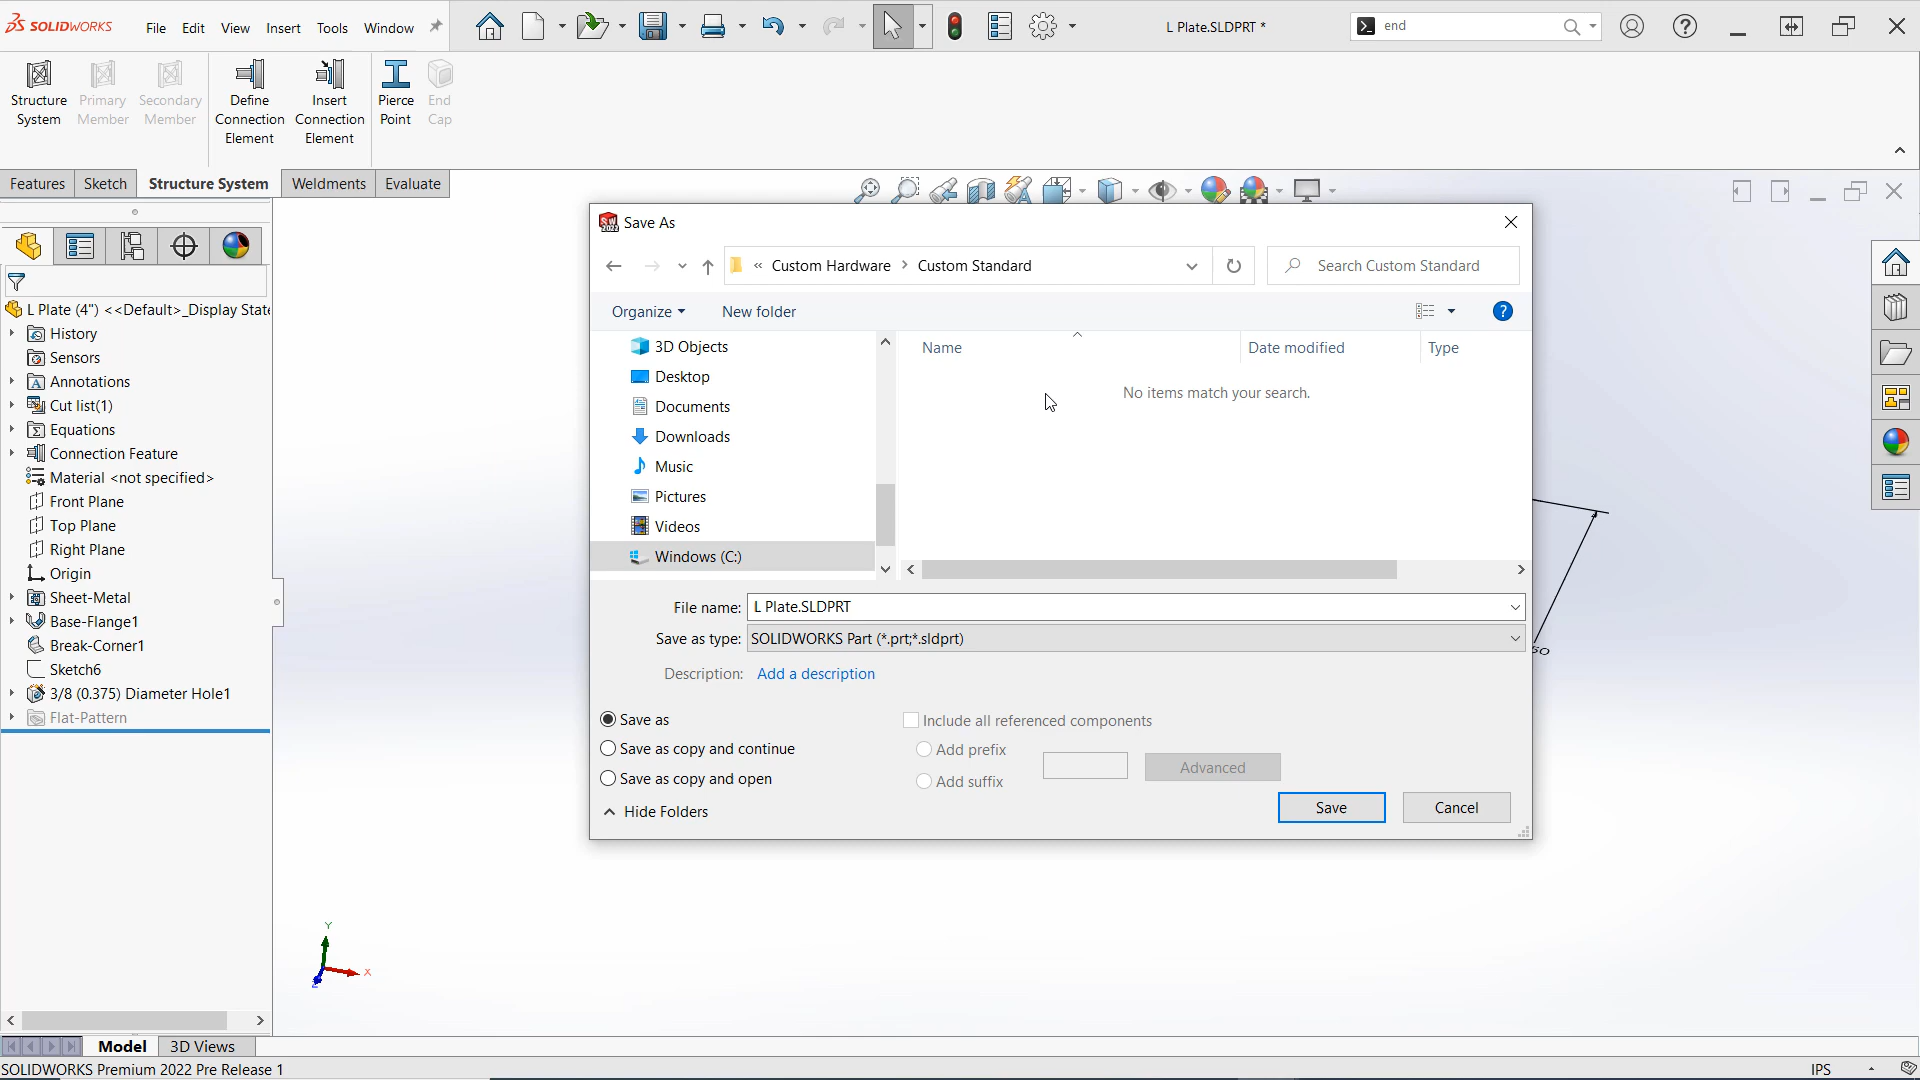 SOLIDWORKS
File Edit View Insert Tools Window
L Plate.SLDPRT *
end
Structure System
Primary Member
Secondary Member
Define Connection Element
Insert Connection Element
Pierce Point
End Cap
Features Sketch Structure System Weldments Evaluate
L Plate (4") <<Default>_Display State
History
Sensors
Annotations
Cut list(1)
Equations
Connection Feature
Material <not specified>
Front Plane
Top Plane
Right Plane
Origin
Sheet-Metal
Base-Flange1
Break-Corner1
Sketch6
3/8 (0.375) Diameter Hole1
Flat-Pattern
Save As
« Custom Hardware > Custom Standard
Search Custom Standard
Organize New folder
3D Objects
Desktop
Documents
Downloads
Music
Pictures
Videos
Windows (C:)
Name Date modified Type
No items match your search.
File name: L Plate.SLDPRT
Save as type: SOLIDWORKS Part (*.prt;*.sldprt)
Description: Add a description
Save as
Save as copy and continue
Save as copy and open
Include all referenced components
Add prefix
Add suffix
Advanced
Hide Folders
Save Cancel
Y
X
Z
Model 3D Views
SOLIDWORKS Premium 2022 Pre Release 1
IPS